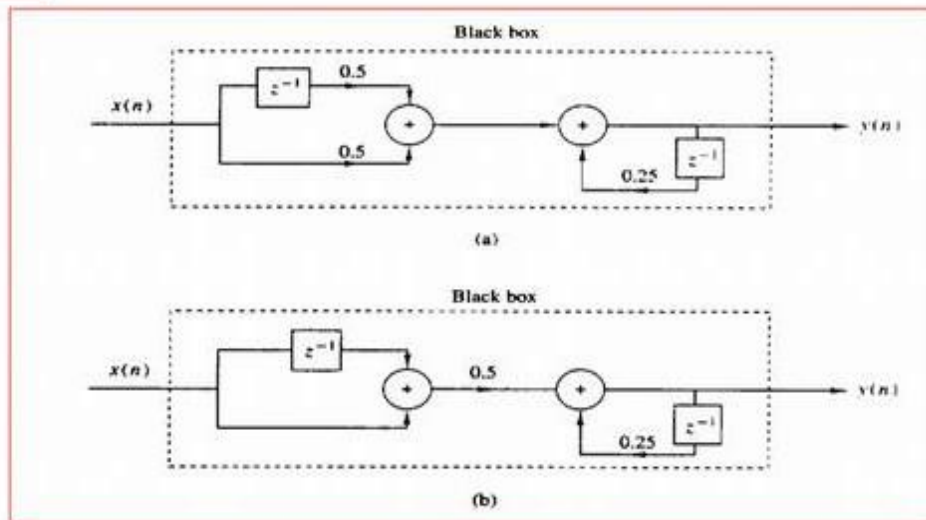 Black box
0.5
z⁻¹
x(n)
+
+
y(n)
z⁻¹
0.5
0.25
(a)
Black box
z⁻¹
0.5
x(n)
+
+
y(n)
z⁻¹
0.25
(b)